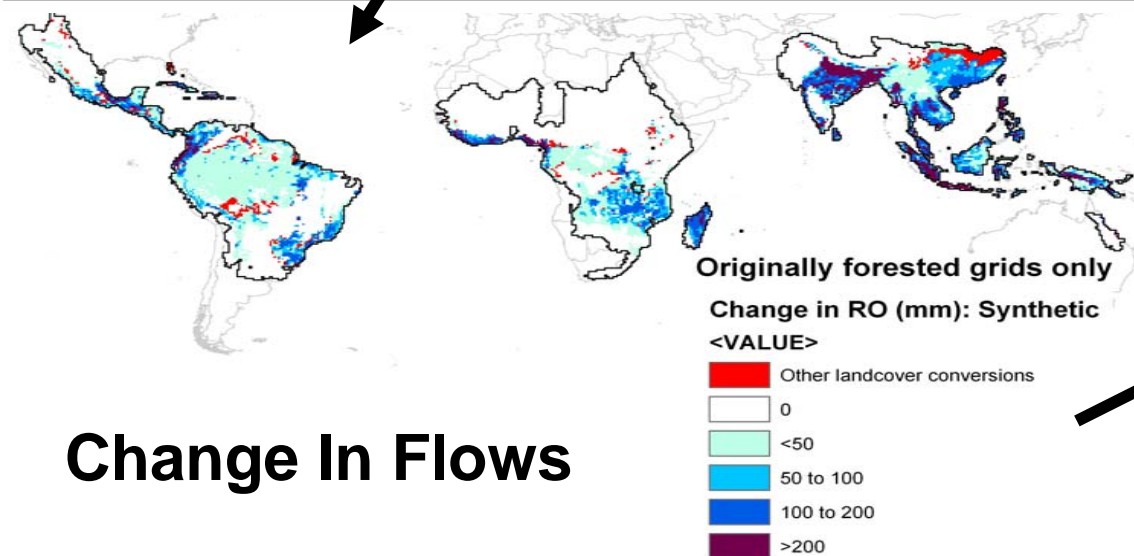 Originally forested grids only
Change in RO (mm): Synthetic
<VALUE>
Other landcover conversions
0
<50
50 to 100
100 to 200
>200
Change In Flows